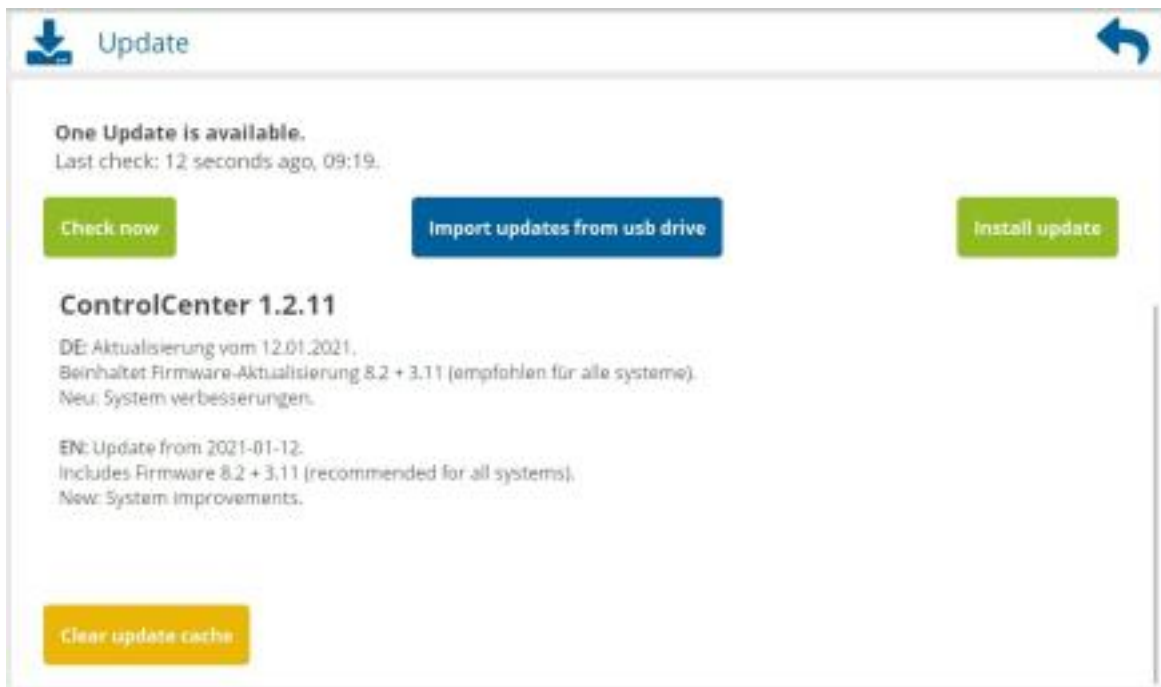 Update
One Update is available.
Last check: 12 seconds ago, 09:19.
Check now
Import updates from usb drive
Install update
ControlCenter 1.2.11
DE: Aktualisierung vom 12.01.2021.
Beinhaltet Firmware-Aktualisierung 8.2 + 3.11 (empfohlen für alle systeme).
Neu: System verbesserungen.
EN: Update from 2021-01-12.
Includes Firmware 8.2 + 3.11 (recommended for all systems).
New: System improvements.
Clear update cache